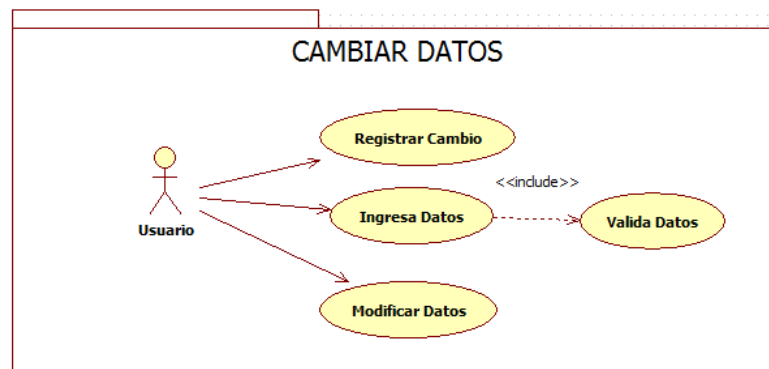 CAMBIAR DATOS
Registrar Cambio
<<include>>
Ingresa Datos
Valida Datos
Usuario
Modificar Datos